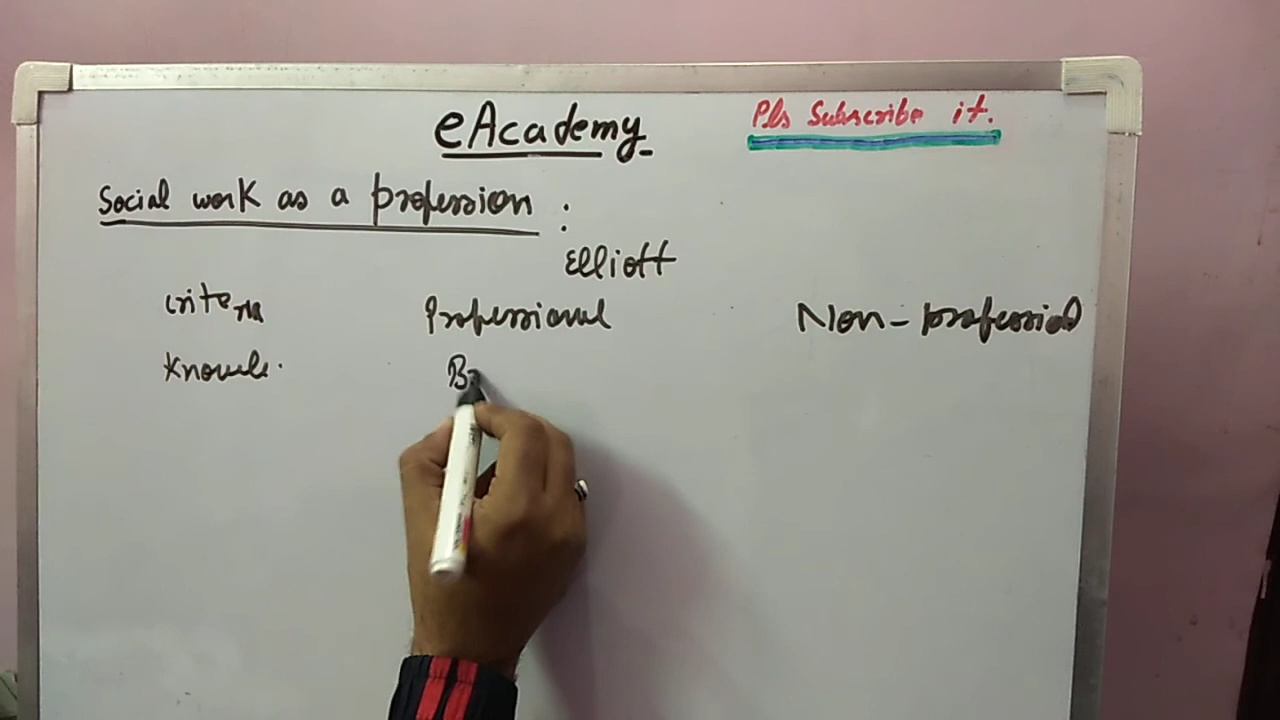 eAcademy
Pls Subscribe it.
Social work as a profession :
Elliott
Criteria Professional Non-professional
Knowle. B